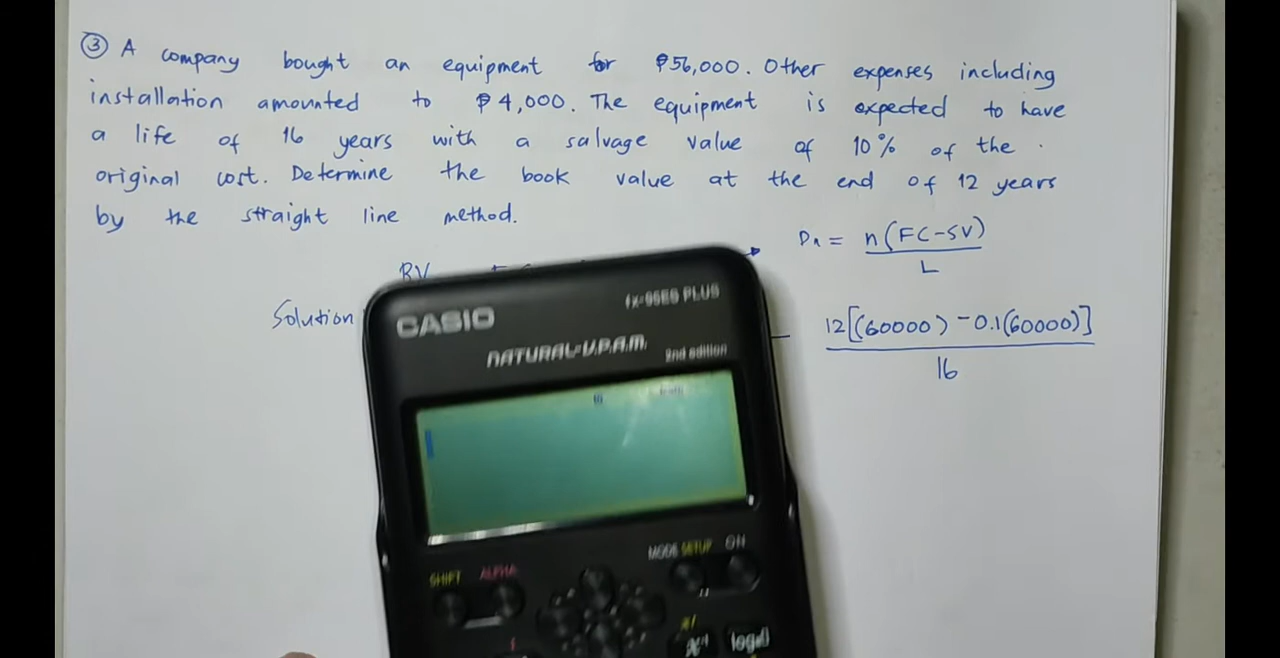 ③ A company bought an equipment for ₱56,000. Other expenses including
installation amounted to ₱4,000. The equipment is expected to have
a life of 16 years with a salvage value of 10% of the
original cost. Determine the book value at the end of 12 years
by the straight line method.
Dn = n(FC-SV)
L
BV
Solution
12[(60000) - 0.1(60000)]
16
CASIO
fx-95ES PLUS
NATURAL-V.P.A.M.
2nd edition
MODE SETUP ON
SHIFT ALPHA